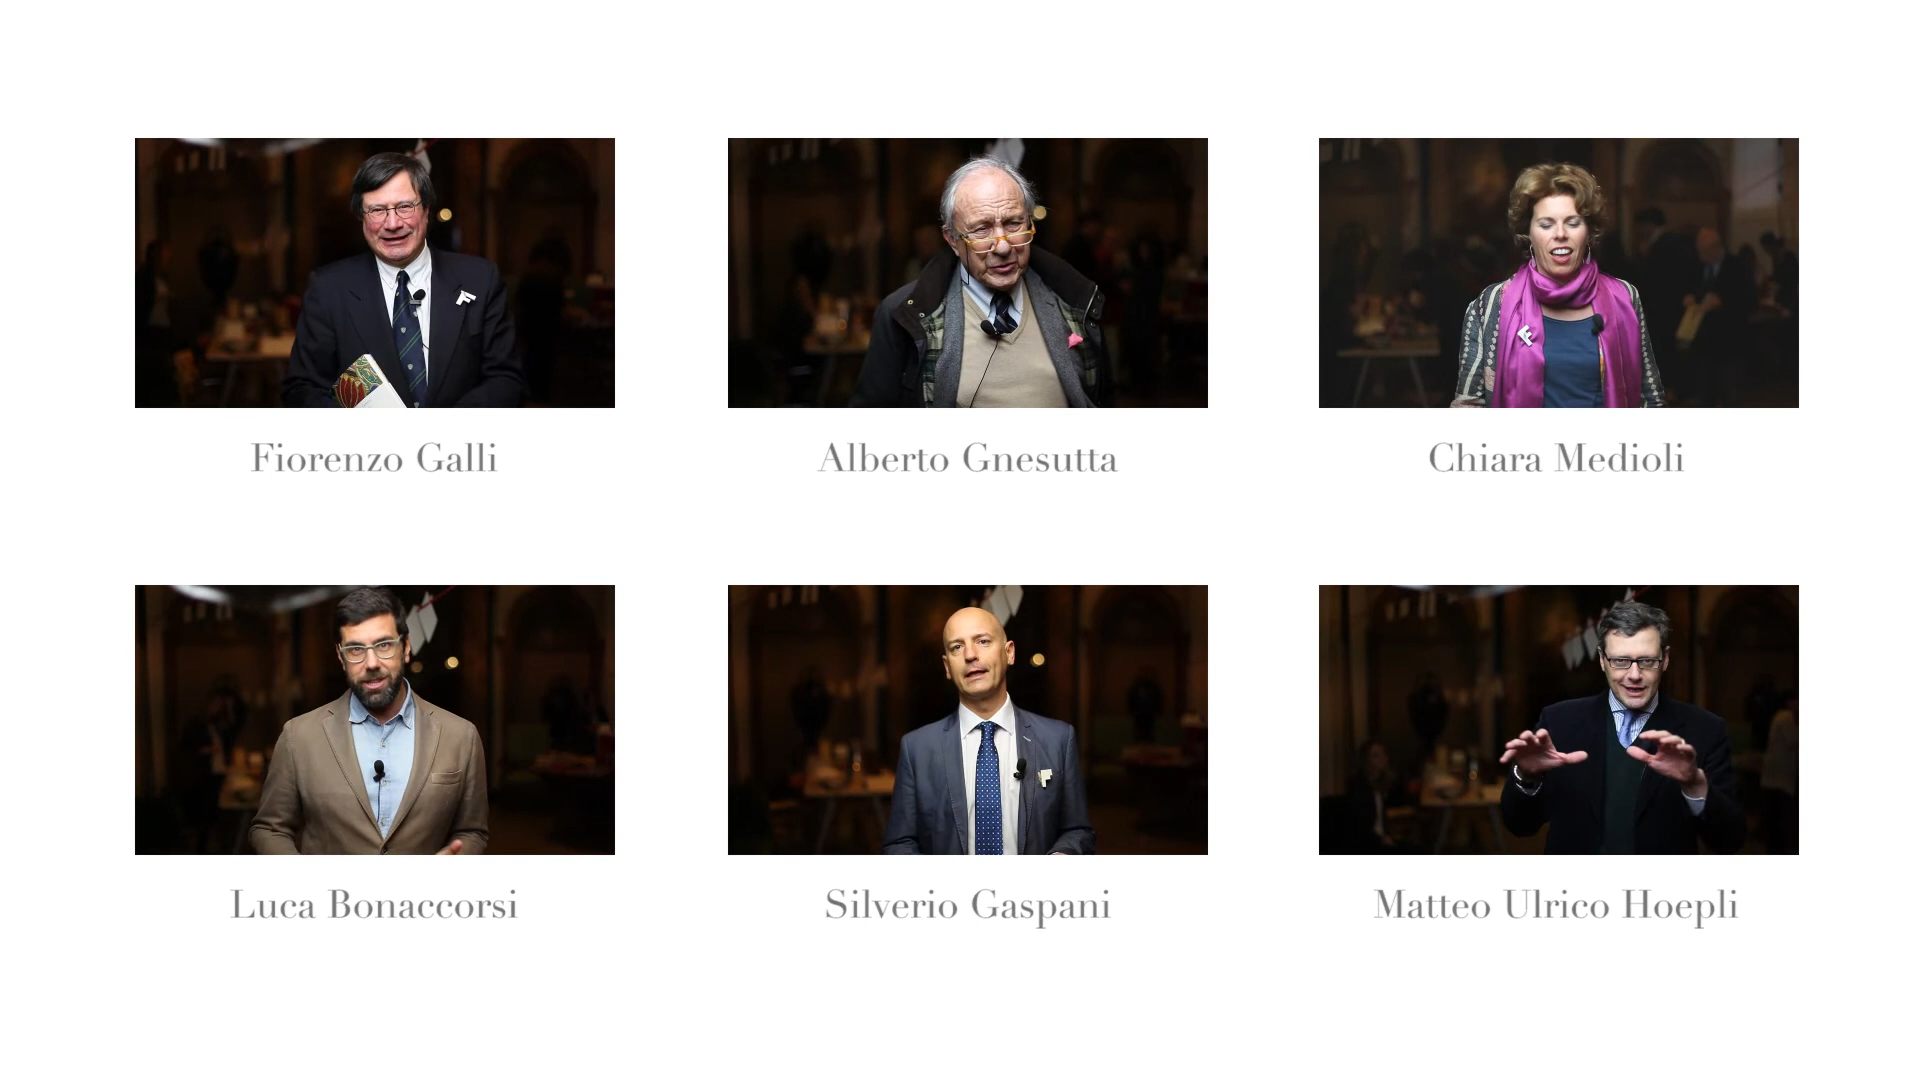 Fiorenzo Galli
Alberto Gnesutta
Chiara Medioli
Luca Bonaccorsi
Silverio Gaspani
Matteo Ulrico Hoepli